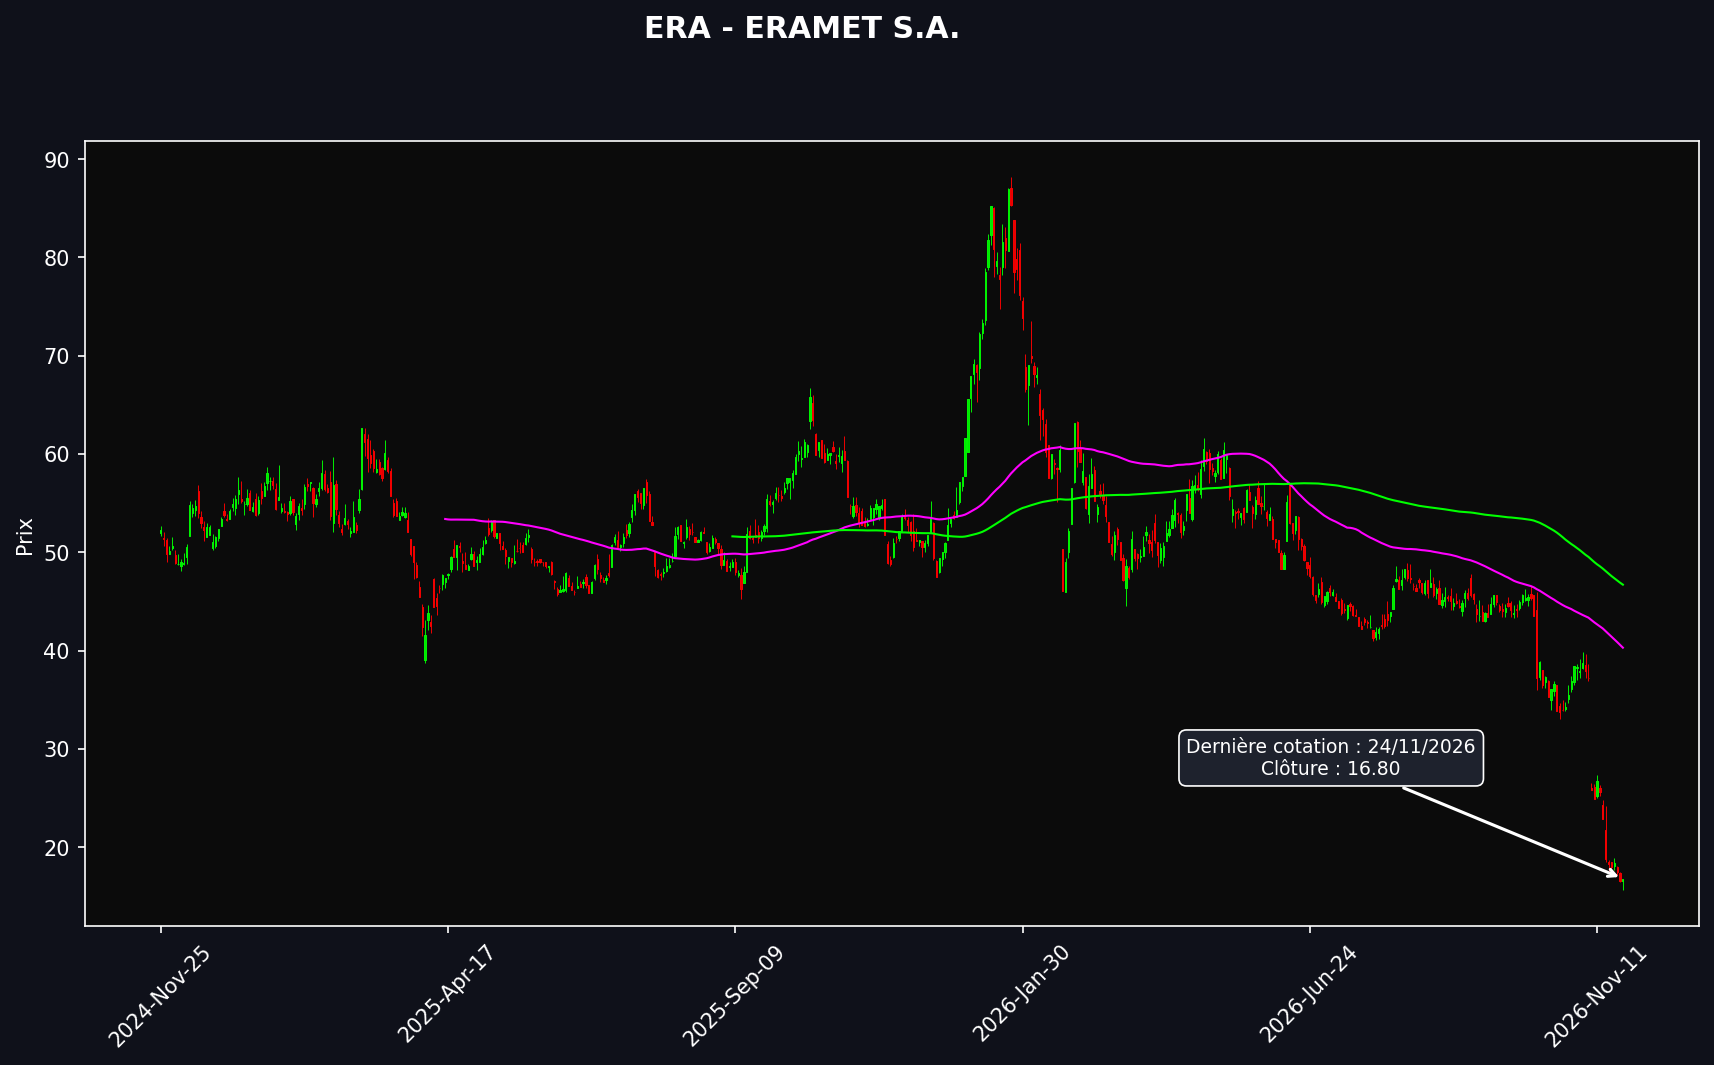 ERA - ERAMET S.A.
Prix
90
80
70
60
50
40
30
20
Dernière cotation : 24/11/2026
Clôture : 16.80
2024-Nov-25
2025-Apr-17
2025-Sep-09
2026-Jan-30
2026-Jun-24
2026-Nov-11